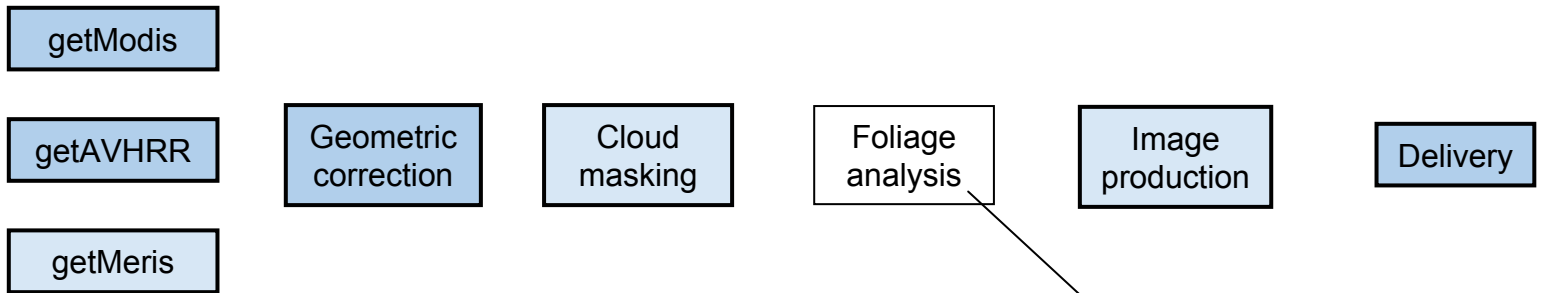 getModis
getAVHRR
getMeris
Geometric
correction
Cloud
masking
Foliage
analysis
Image
production
Delivery